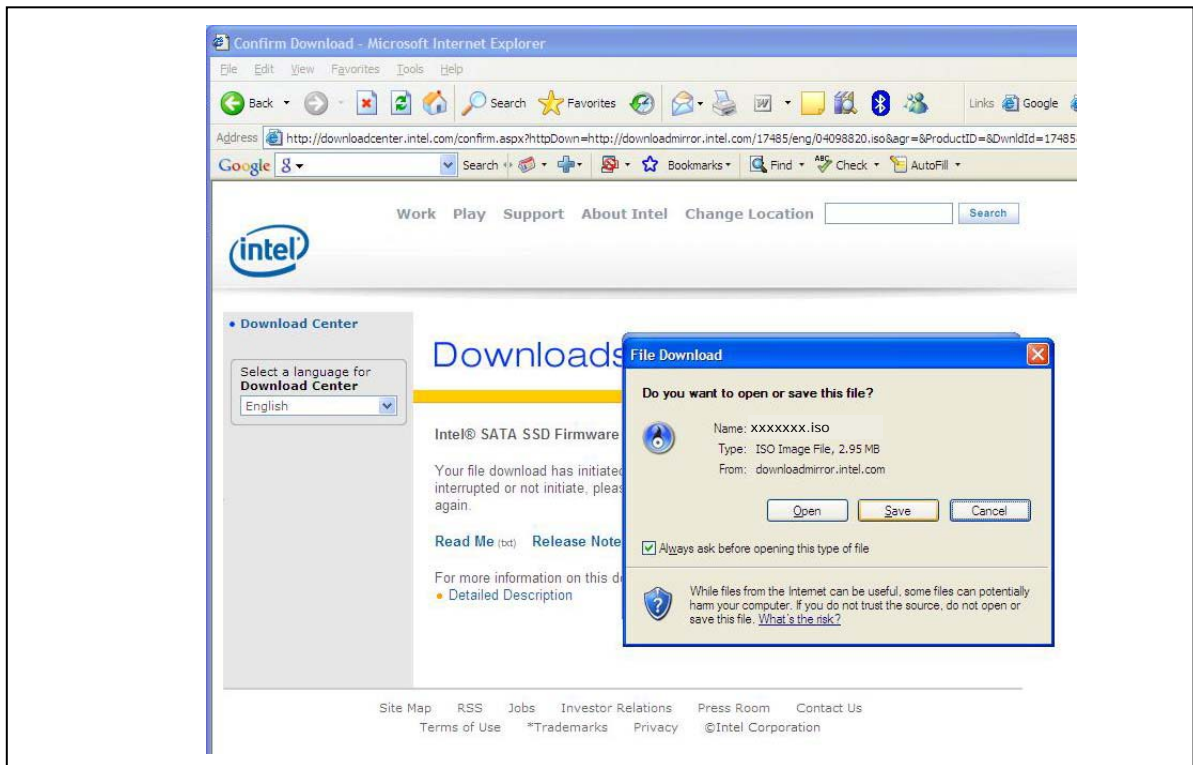 Confirm Download - Microsoft Internet Explorer
File Edit View Favorites Tools Help
Back Search Favorites W Links Google
Address http://downloadcenter.intel.com/confirm.aspx?httpDown=http://downloadmirror.intel.com/17485/eng/04098820.iso&agr=&ProductID=&DwnldId=17485
Google Search Bookmarks Find ABC Check AutoFill
Work Play Support About Intel Change Location Search
intel
Download Center
Select a language for
Download Center
English
Downloads
Intel® SATA SSD Firmware
Your file download has initiated
interrupted or not initiate, pleas
again.
Read Me (txt) Release Note
For more information on this
Detailed Description
File Download
Do you want to open or save this file?
Name: xxxxxxx.iso
Type: ISO Image File, 2.95 MB
From: downloadmirror.intel.com
Open Save Cancel
Always ask before opening this type of file
While files from the Internet can be useful, some files can potentially
harm your computer. If you do not trust the source, do not open or
save this file. What's the risk?
Site Map RSS Jobs Investor Relations Press Room Contact Us
Terms of Use *Trademarks Privacy ©Intel Corporation